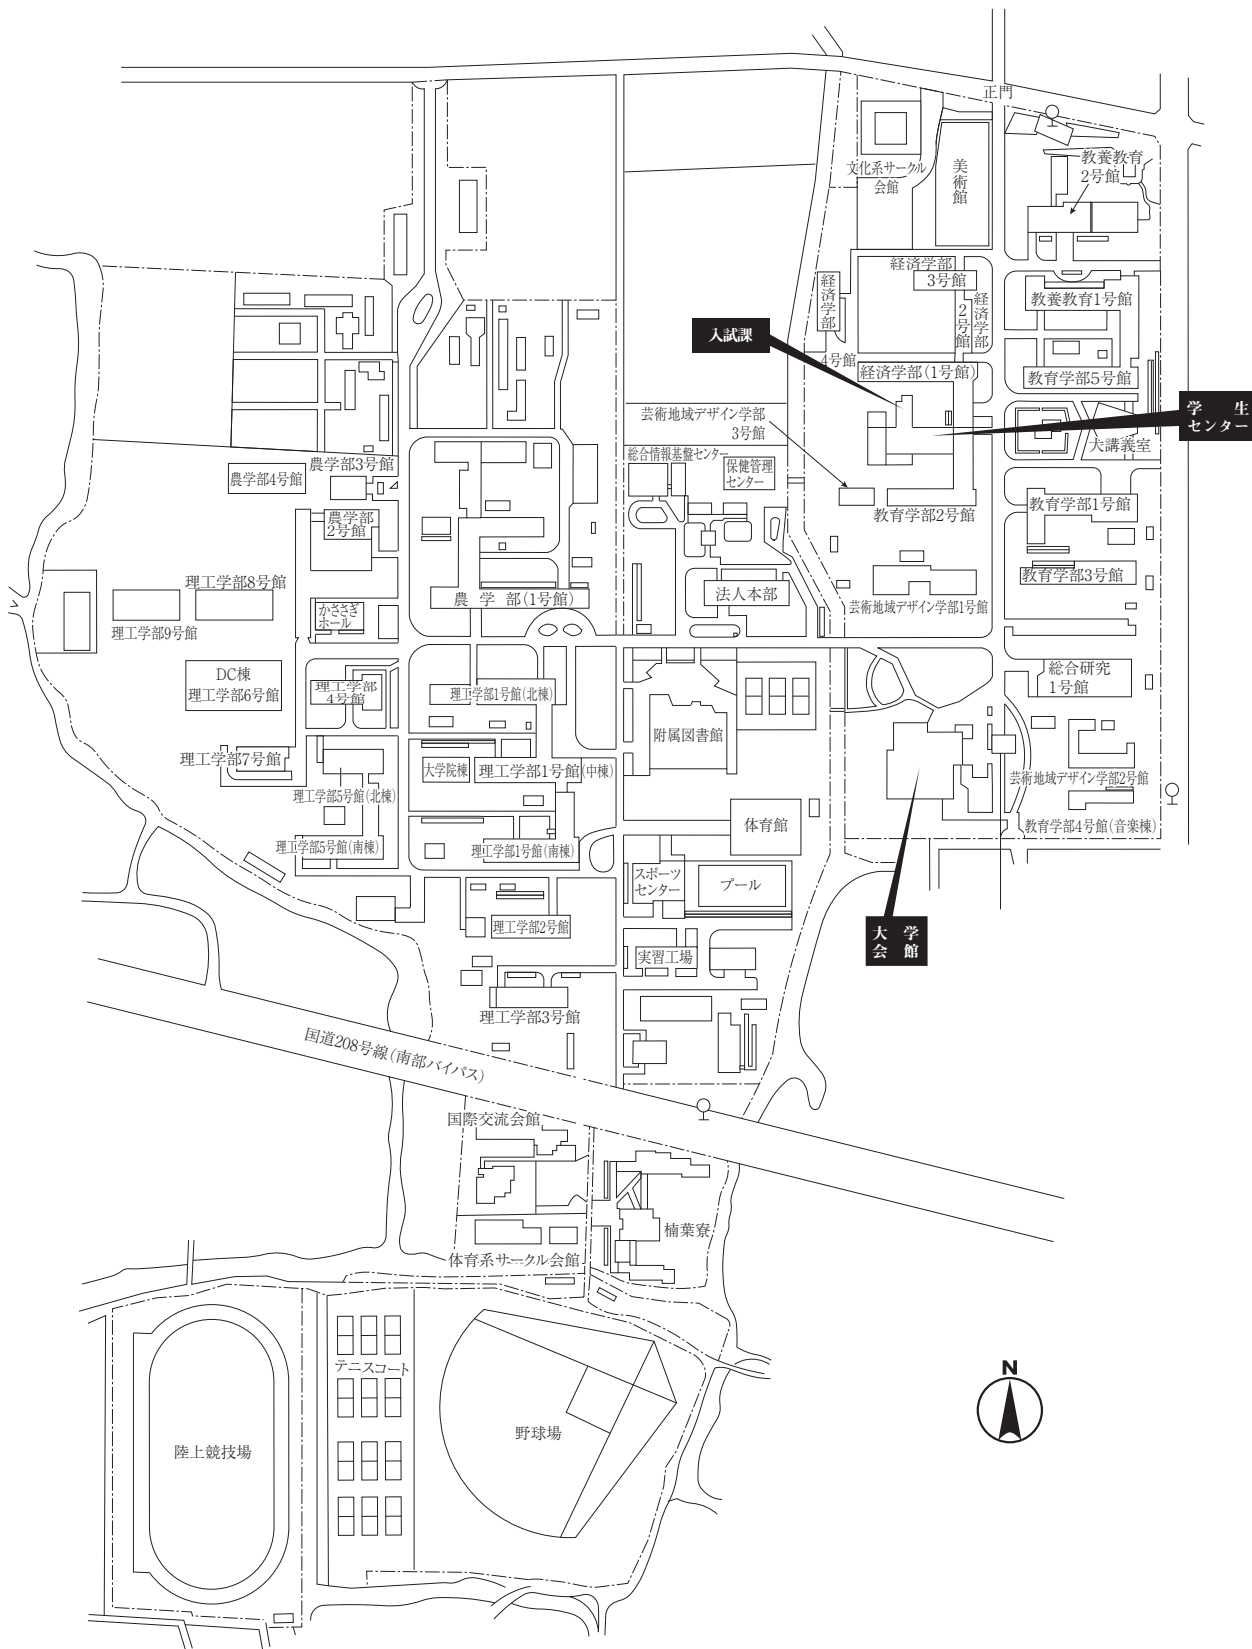 正門
教養教育
2号館
文化系サークル
会館
美術館
経済学部
3号館
経済学部
4号館
経済学部
2号館
教養教育1号館
入試課
経済学部(1号館)
教育学部5号館
学　生
センター
芸術地域デザイン学部
3号館
大講義室
総合情報基盤センター
保健管理
センター
農学部3号館
農学部4号館
教育学部1号館
教育学部2号館
農学部
2号館
理工学部8号館
教育学部3号館
農 学 部(1号館)
法人本部
芸術地域デザイン学部1号館
かささぎ
ホール
理工学部9号館
DC棟
理工学部6号館
理工学部
4号館
理工学部1号館(北棟)
総合研究
1号館
附属図書館
理工学部7号館
大学院棟
理工学部1号館(中棟)
芸術地域デザイン学部2号館
理工学部5号館(北棟)
体育館
教育学部4号館(音楽棟)
理工学部5号館(南棟)
理工学部1号館(南棟)
スポーツ
センター
プール
理工学部2号館
大　学
会　館
実習工場
理工学部3号館
国道208号線(南部バイパス)
国際交流会館
楠葉寮
体育系サークル会館
テニスコート
N
野球場
陸上競技場